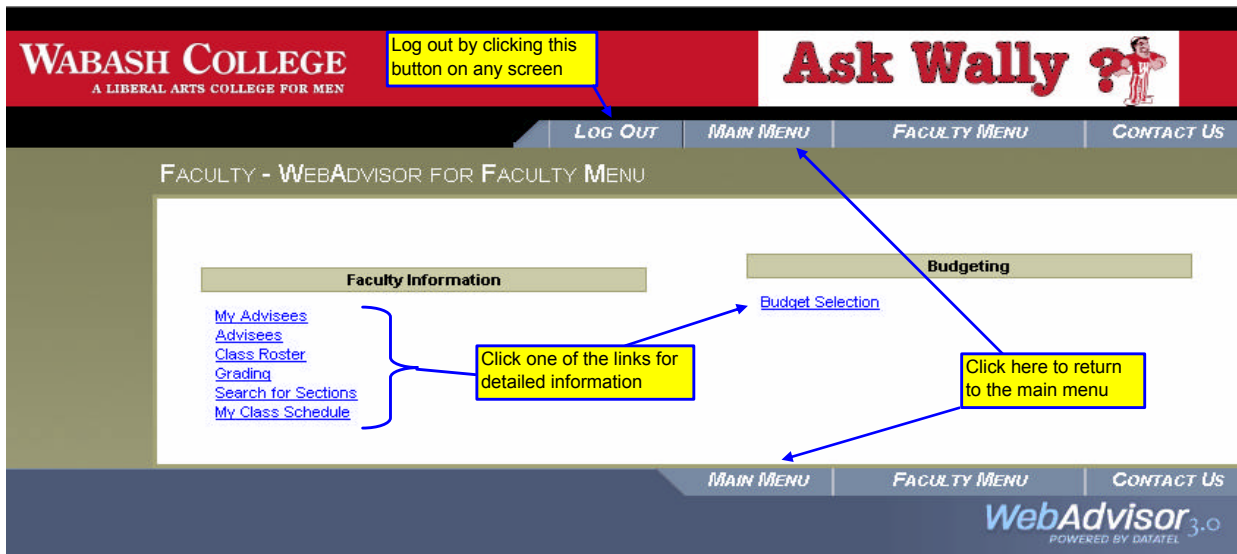 WABASH COLLEGE
A LIBERAL ARTS COLLEGE FOR MEN
Log out by clicking this
button on any screen
Ask Wally ?
LOG OUT MAIN MENU FACULTY MENU CONTACT US
FACULTY - WEBADVISOR FOR FACULTY MENU
Faculty Information
My Advisees
Advisees
Class Roster
Grading
Search for Sections
My Class Schedule
Budgeting
Budget Selection
Click one of the links for
detailed information
Click here to return
to the main menu
MAIN MENU FACULTY MENU CONTACT US
WebAdvisor 3.0
POWERED BY DATATEL